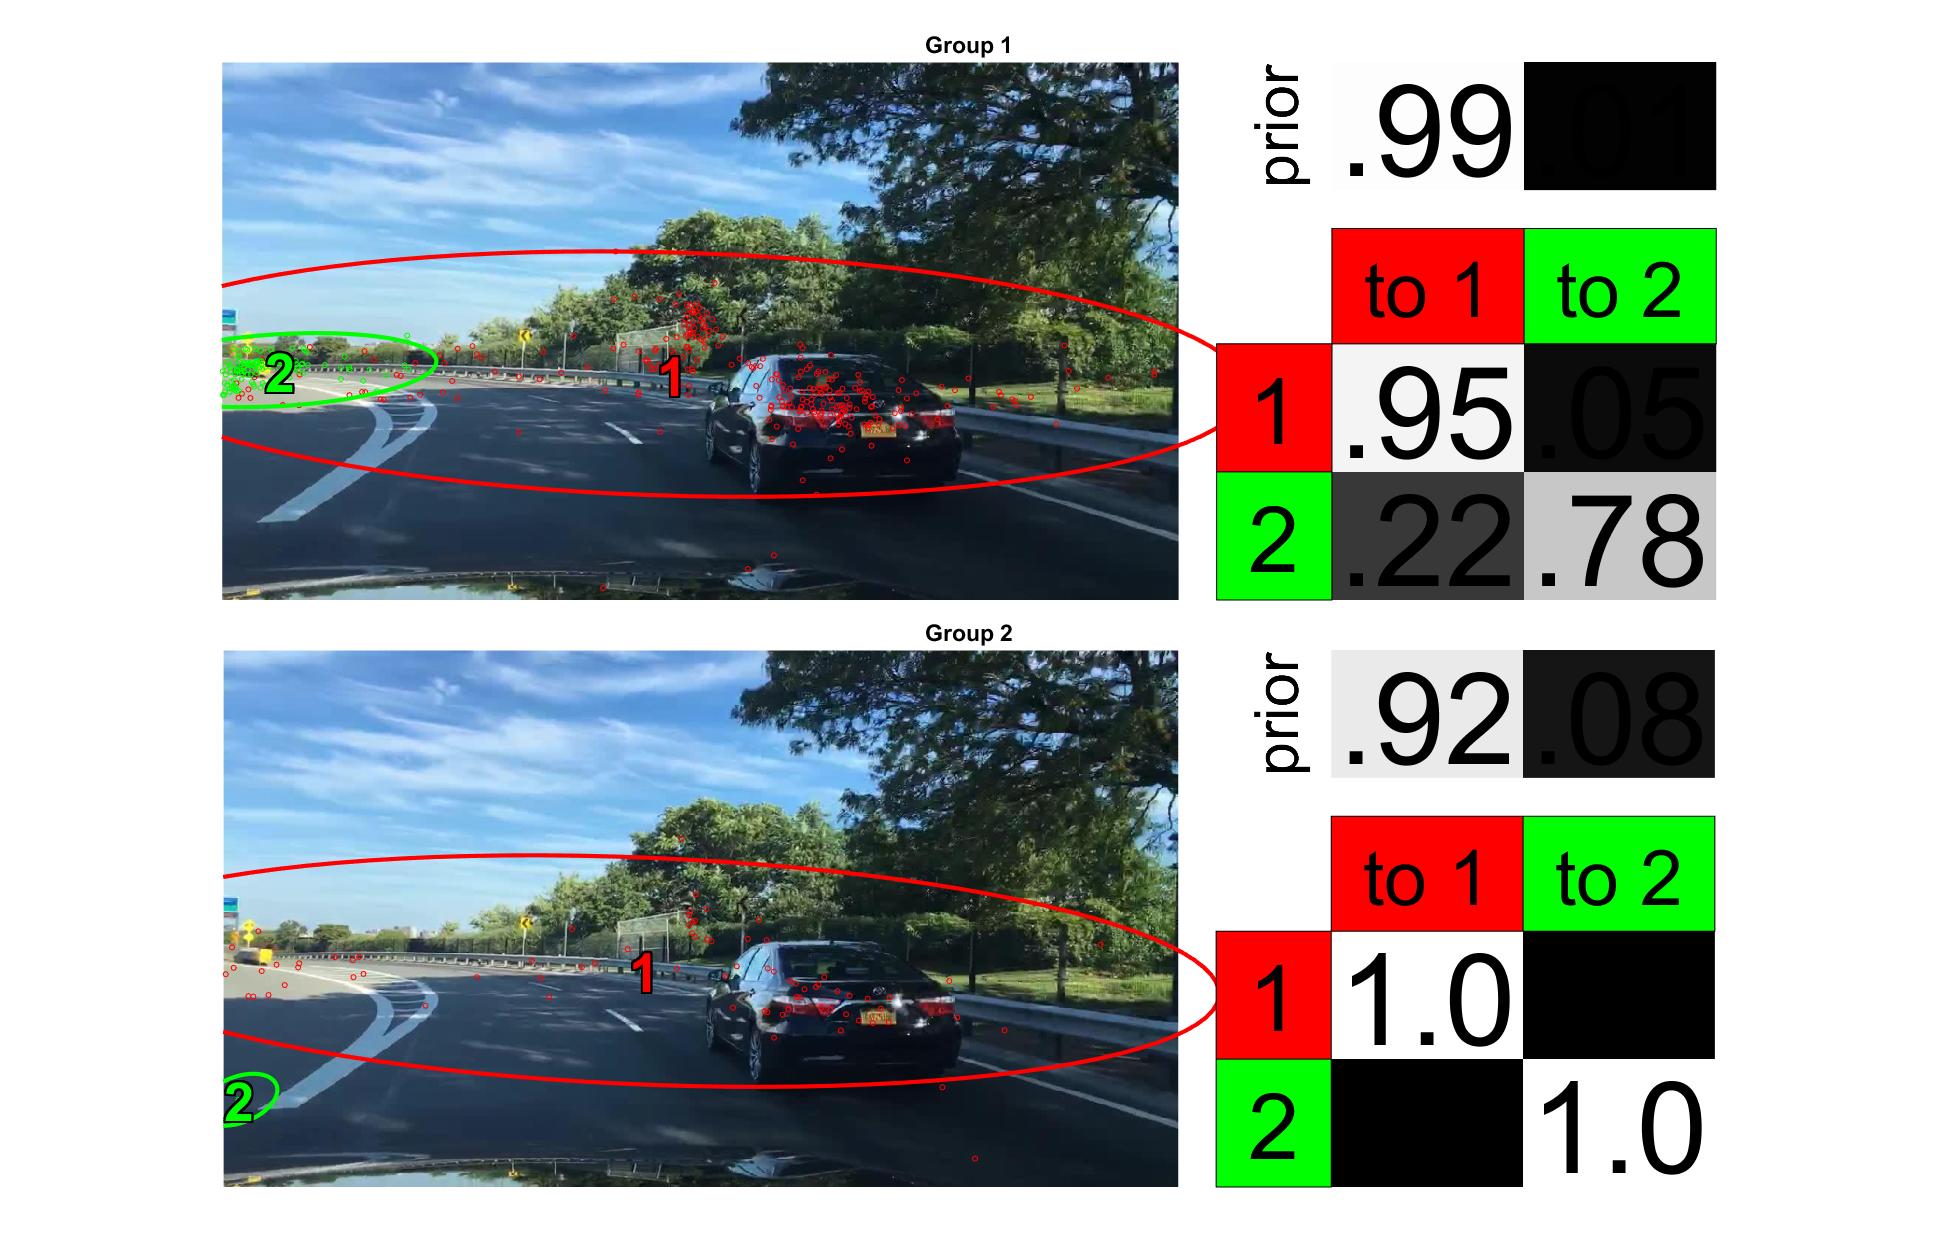 Group 1
prior .99 .01
to 1 to 2
1 .95 .05
2 .22 .78
2 1
Group 2
prior .92 .08
to 1 to 2
1 1.0
2 1.0
1
2